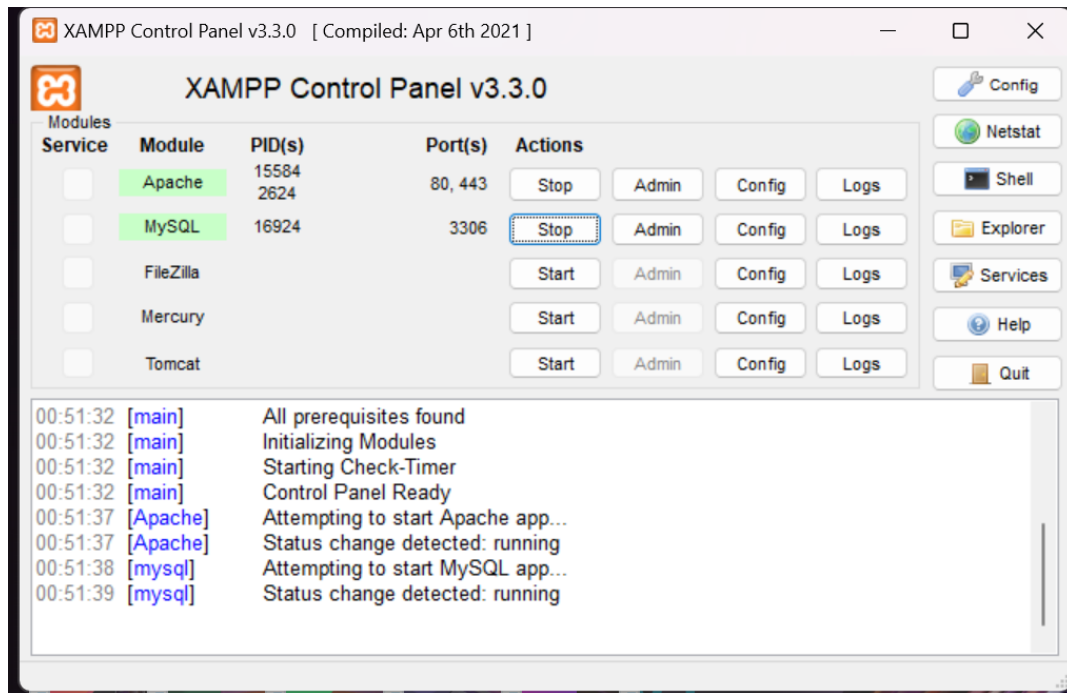 XAMPP Control Panel v3.3.0 [ Compiled: Apr 6th 2021 ]
XAMPP Control Panel v3.3.0
Config
Modules
Service Module PID(s) Port(s) Actions
Netstat
Apache 15584 2624 80, 443 Stop Admin Config Logs
Shell
MySQL 16924 3306 Stop Admin Config Logs
Explorer
FileZilla Start Admin Config Logs
Services
Mercury Start Admin Config Logs
Help
Tomcat Start Admin Config Logs
Quit
00:51:32 [main] All prerequisites found
00:51:32 [main] Initializing Modules
00:51:32 [main] Starting Check-Timer
00:51:32 [main] Control Panel Ready
00:51:37 [Apache] Attempting to start Apache app...
00:51:37 [Apache] Status change detected: running
00:51:38 [mysql] Attempting to start MySQL app...
00:51:39 [mysql] Status change detected: running